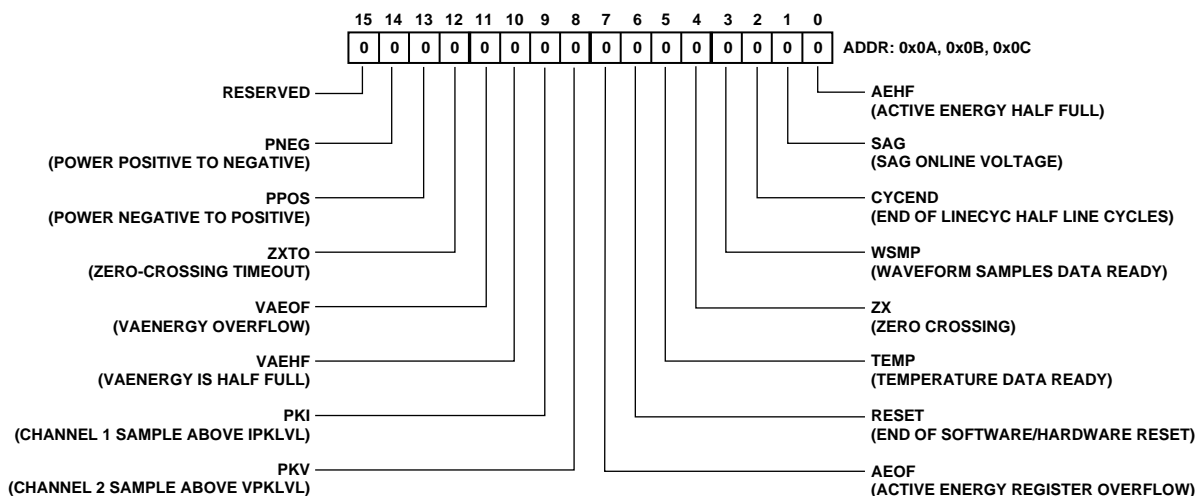 15 14 13 12 11 10 9 8 7 6 5 4 3 2 1 0
0 0 0 0 0 0 0 0 0 0 0 0 0 0 0 0 ADDR: 0x0A, 0x0B, 0x0C
RESERVED
PNEG
(POWER POSITIVE TO NEGATIVE)
PPOS
(POWER NEGATIVE TO POSITIVE)
ZXTO
(ZERO-CROSSING TIMEOUT)
VAEOF
(VAENERGY OVERFLOW)
VAEHF
(VAENERGY IS HALF FULL)
PKI
(CHANNEL 1 SAMPLE ABOVE IPKLVL)
PKV
(CHANNEL 2 SAMPLE ABOVE VPKLVL)
AEHF
(ACTIVE ENERGY HALF FULL)
SAG
(SAG ONLINE VOLTAGE)
CYCEND
(END OF LINECYC HALF LINE CYCLES)
WSMP
(WAVEFORM SAMPLES DATA READY)
ZX
(ZERO CROSSING)
TEMP
(TEMPERATURE DATA READY)
RESET
(END OF SOFTWARE/HARDWARE RESET)
AEOF
(ACTIVE ENERGY REGISTER OVERFLOW)